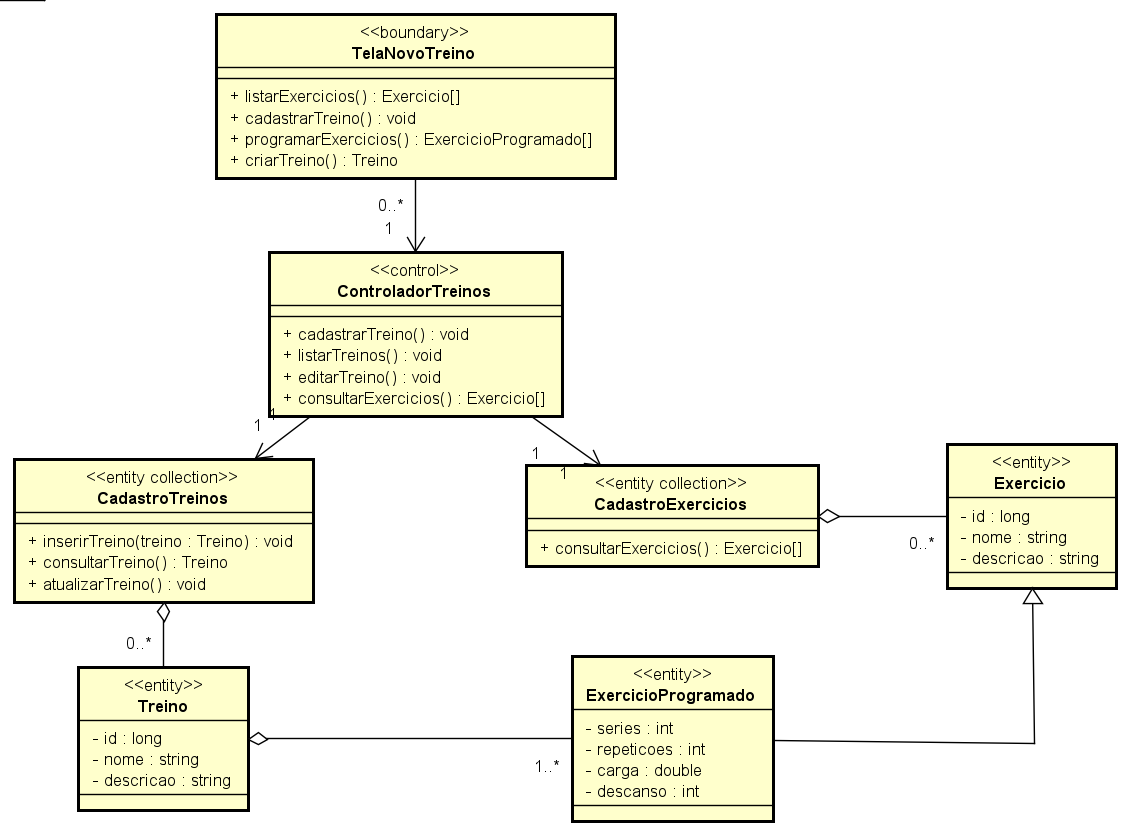 <<boundary>>
TelaNovoTreino
+ listarExercicios() : Exercicio[]
+ cadastrarTreino() : void
+ programarExercicios() : ExercicioProgramado[]
+ criarTreino() : Treino
0..*
1
<<control>>
ControladorTreinos
+ cadastrarTreino() : void
+ listarTreinos() : void
+ editarTreino() : void
+ consultarExercicios() : Exercicio[]
1
1
1
1
<<entity collection>>
CadastroTreinos
+ inserirTreino(treino : Treino) : void
+ consultarTreino() : Treino
+ atualizarTreino() : void
<<entity collection>>
CadastroExercicios
+ consultarExercicios() : Exercicio[]
<<entity>>
Exercicio
- id : long
- nome : string
- descricao : string
0..*
0..*
<<entity>>
Treino
- id : long
- nome : string
- descricao : string
1..*
<<entity>>
ExercicioProgramado
- series : int
- repeticoes : int
- carga : double
- descanso : int